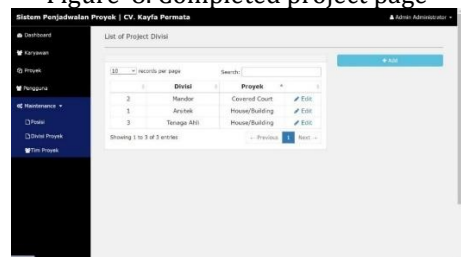 Figure 8. Completed project page
Sistem Penjadwalan Proyek | CV. Kayfa Permata
Admin Administrator
Dashboard
Karyawan
Proyek
Pengguna
Maintenance
Posisi
Divisi Proyek
Tim Proyek
List of Project Divisi
+ Add
10 records per page
Search:
Divisi Proyek
2 Mandor Covered Court Edit
1 Arsitek House/Building Edit
3 Tenaga Ahli House/Building Edit
Showing 1 to 3 of 3 entries
← Previous 1 Next →